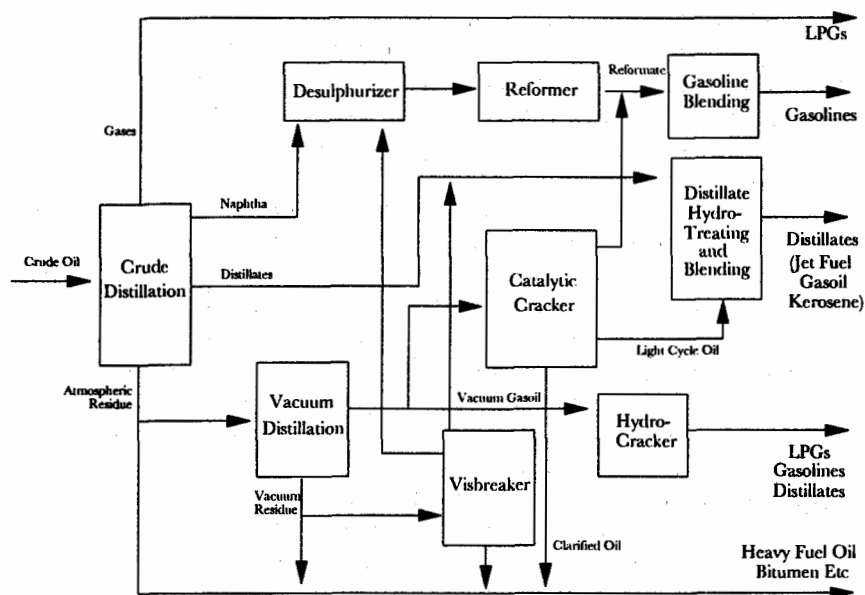 LPGs
Desulphurizer
Reformer
Reformate
Gasoline
Blending
Gasolines
Gases
Naphtha
Crude Oil
Crude
Distillation
Distillates
Catalytic
Cracker
Distillate
Hydro-
Treating
and
Blending
Distillates
(Jet Fuel
Gasoil
Kerosene)
Light Cycle Oil
Atmospheric
Residue
Vacuum
Distillation
Vacuum Gasoil
Hydro-
Cracker
LPGs
Gasolines
Distillates
Vacuum
Residue
Visbreaker
Clarified Oil
Heavy Fuel Oil
Bitumen Etc